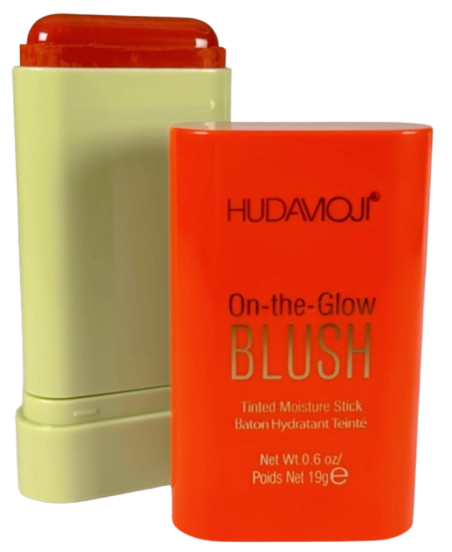 HUDAMOJI®
On-the-Glow
BLUSH
Tinted Moisture Stick
Baton Hydratant Teinté
Net Wt.0.6 oz/
Poids Net 19g℮